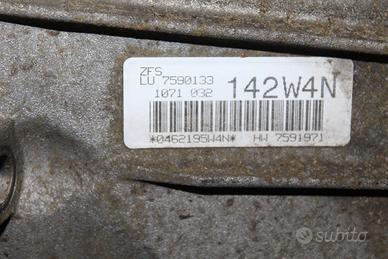 ZFS
LU 7590133
1071 032
142W4N
*0462195W4N*
HW 7591971
subito